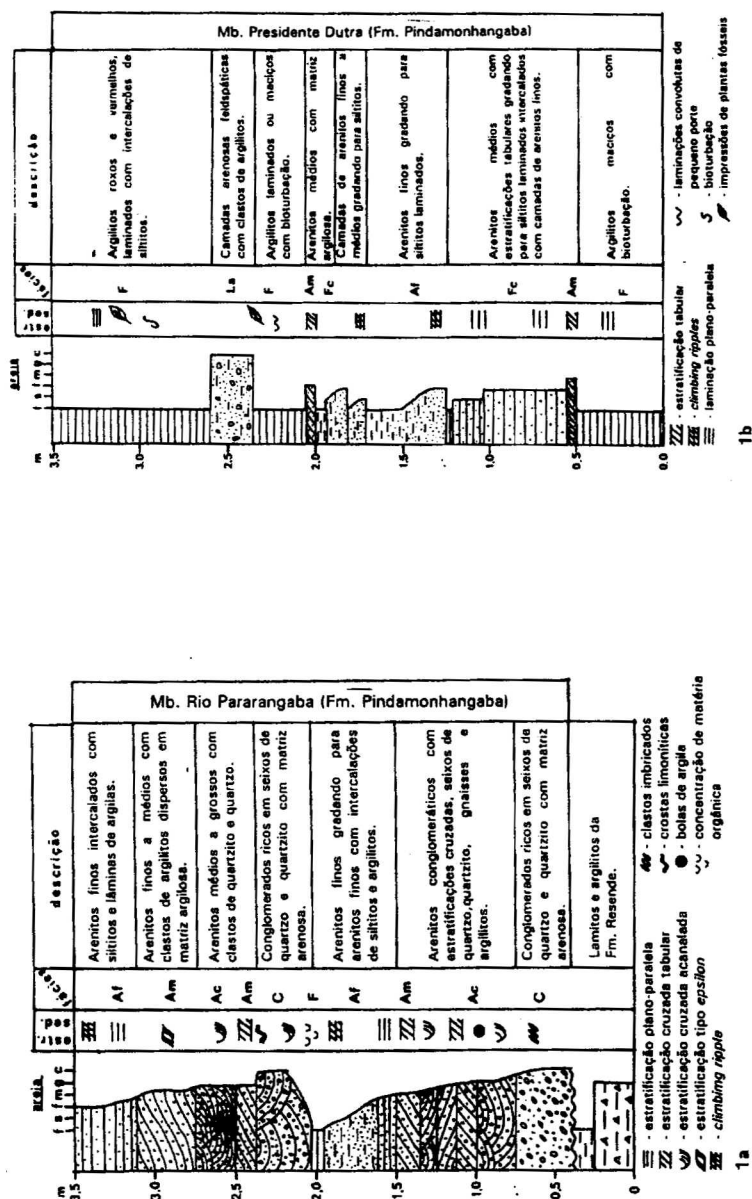 areia
m
f a f m g c
estr. sed.
fácies
descrição
3,5
3,0
2,5
2,0
1,5
1,0
0,5
0
Af
Am
Ac
Am
C
F
Af
Am
Ac
C
Arenitos finos intercalados com
siltitos e lâminas de argilas.
Arenitos finos a médios com
clastos de argilitos dispersos em
matriz argilosa.
Arenitos médios a grossos com
clastos de quartzito e quartzo.
Conglomerados ricos em seixos de
quartzo e quartzito com matriz
arenosa.
Arenitos finos gradando para
arenitos finos com intercalações
de siltitos e argilitos.
Arenitos conglomeráticos com
estratificações cruzadas, seixos de
quartzo,quartzito, gnaisses e
argilitos.
Conglomerados ricos em seixos de
quartzo e quartzito com matriz
arenosa.
Lamitos e argilitos da
Fm. Resende.
Mb. Rio Pararangaba (Fm. Pindamonhangaba)
- estratificação plano-paralela
- estratificação cruzada tabular
- estratificação cruzada acanalada
- estratificação tipo epsilon
- climbing ripple
- clastos imbricados
- crostas limoníticas
- bolas de argila
- concentração de matéria
orgânica
1a
areia
m
f s f m g c
estr. sed.
fácies
descrição
3,5
3,0
2,5
2,0
1,5
1,0
0,5
0,0
F
La
F
Am
Fc
Af
Fc
Am
F
Argilitos roxos e vermelhos,
laminados com intercalações de
siltitos.
Camadas arenosas feldspáticas
com clastos de argilitos.
Argilitos laminados ou maciços
com bioturbação.
Arenitos médios com matriz
argilosa.
Camadas de arenitos finos a
médios gradando para siltitos.
Arenitos finos gradando para
siltitos laminados.
Arenitos médios com
estratificações tabulares gradando
para siltitos laminados intercalados
com camadas de arenitos finos.
Argilitos maciços com
bioturbação.
Mb. Presidente Dutra (Fm. Pindamonhangaba)
- estratificação tabular
- climbing ripples
- laminação plano-paralela
- laminações convolutas de
pequeno porte
- bioturbação
- impressões de plantas fósseis
1b